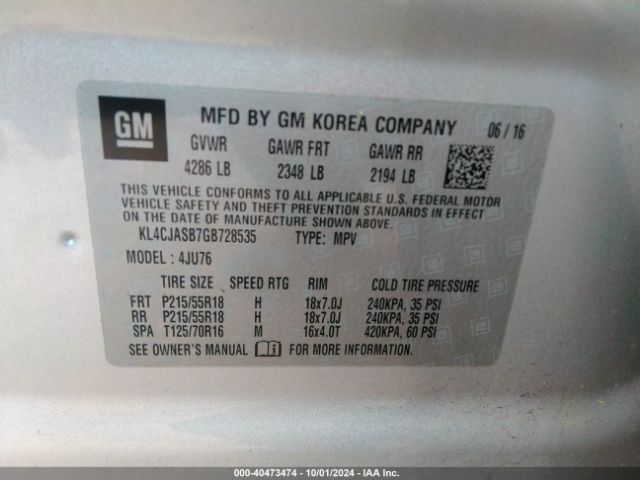 GM
MFD BY GM KOREA COMPANY 06/16
GVWR GAWR FRT GAWR RR
4286 LB 2348 LB 2194 LB
THIS VEHICLE CONFORMS TO ALL APPLICABLE U.S. FEDERAL MOTOR
VEHICLE SAFETY AND THEFT PREVENTION STANDARDS IN EFFECT
ON THE DATE OF MANUFACTURE SHOWN ABOVE.
KL4CJASB7GB728535 TYPE: MPV
MODEL : 4JU76
TIRE SIZE SPEED RTG RIM COLD TIRE PRESSURE
FRT P215/55R18 H 18x7.0J 240KPA, 35 PSI
RR P215/55R18 H 18x7.0J 240KPA, 35 PSI
SPA T125/70R16 M 16x4.0T 420KPA, 60 PSI
SEE OWNER'S MANUAL FOR MORE INFORMATION.
000-40473474 - 10/01/2024 - IAA Inc.